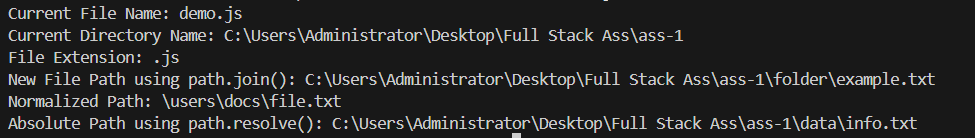 Current File Name: demo.js
Current Directory Name: C:\Users\Administrator\Desktop\Full Stack Ass\ass-1
File Extension: .js
New File Path using path.join(): C:\Users\Administrator\Desktop\Full Stack Ass\ass-1\folder\example.txt
Normalized Path: \users\docs\file.txt
Absolute Path using path.resolve(): C:\Users\Administrator\Desktop\Full Stack Ass\ass-1\data\info.txt